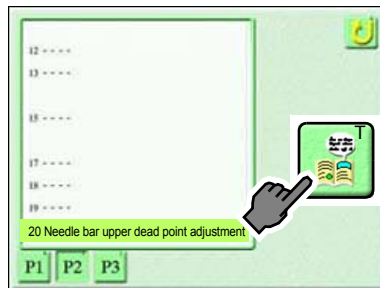 12 - - - -
13 - - - -
15 - - - -
17 - - - -
18 - - - -
19 - - - -
20 Needle bar upper dead point adjustment
T
P1 P2 P3